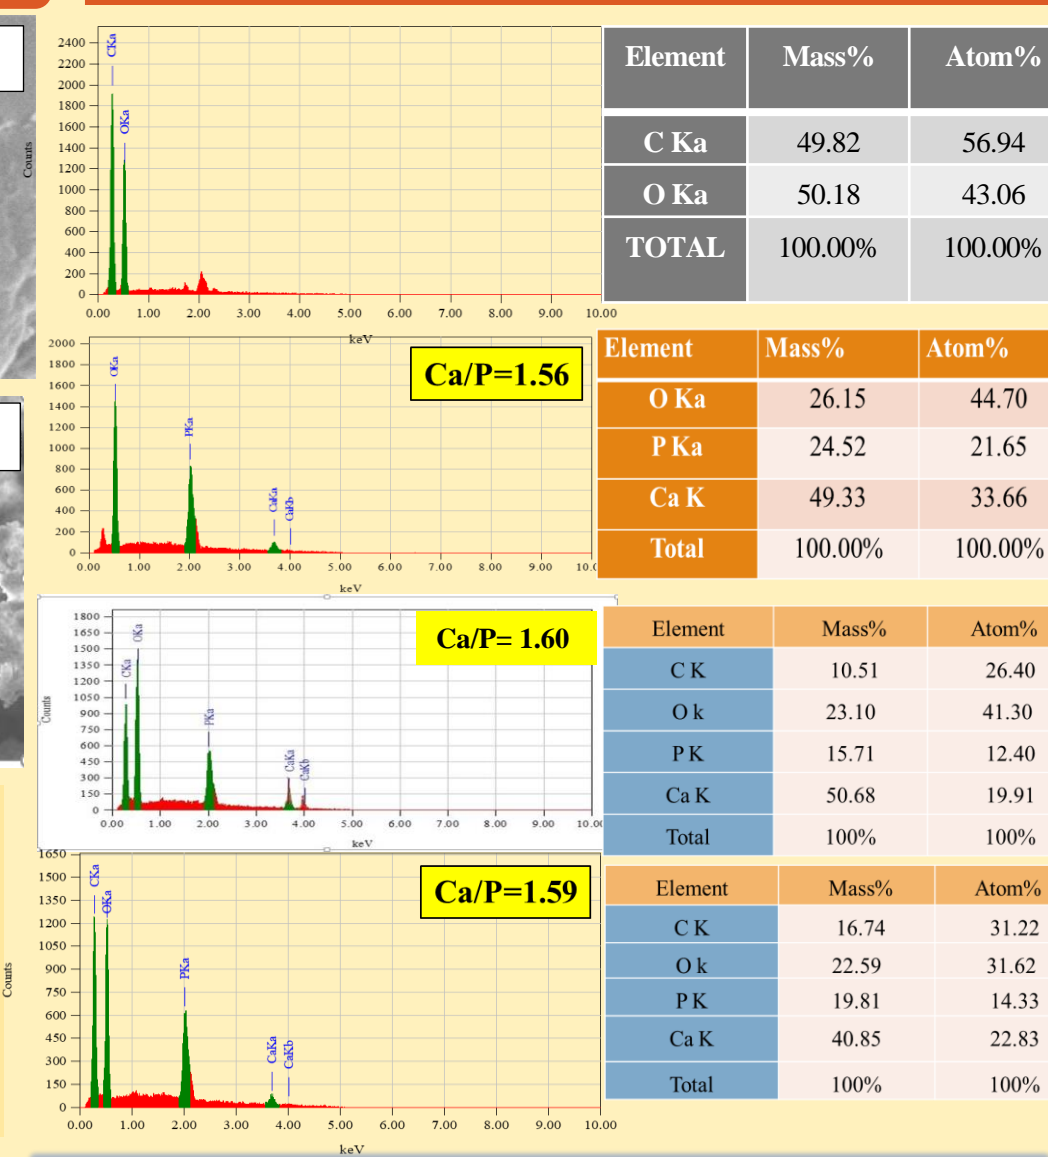 2400
2200
2000
1800
1600
1400
1200
1000
800
600
400
200
0
Counts
CKa
OKa
0.00 1.00 2.00 3.00 4.00 5.00 6.00 7.00 8.00 9.00 10.00
keV
Element Mass% Atom%
C Ka 49.82 56.94
O Ka 50.18 43.06
TOTAL 100.00% 100.00%
2000
1800
1600
1400
1200
1000
800
600
400
200
0
OKa
PKa
CaKa
CaKb
Ca/P=1.56
0.00 1.00 2.00 3.00 4.00 5.00 6.00 7.00 8.00 9.00 10.0
keV
Element Mass% Atom%
O Ka 26.15 44.70
P Ka 24.52 21.65
Ca K 49.33 33.66
Total 100.00% 100.00%
1800
1650
1500
1350
1200
1050
900
750
600
450
300
150
0
Counts
CKa
OKa
PKa
CaKa
CaKb
Ca/P= 1.60
0.00 1.00 2.00 3.00 4.00 5.00 6.00 7.00 8.00 9.00 10.00
keV
Element Mass% Atom%
C K 10.51 26.40
O k 23.10 41.30
P K 15.71 12.40
Ca K 50.68 19.91
Total 100% 100%
1650
1500
1350
1200
1050
900
750
600
450
300
150
0
Counts
CKa
OKa
PKa
CaKa
CaKb
Ca/P=1.59
0.00 1.00 2.00 3.00 4.00 5.00 6.00 7.00 8.00 9.00 10.00
keV
Element Mass% Atom%
C K 16.74 31.22
O k 22.59 31.62
P K 19.81 14.33
Ca K 40.85 22.83
Total 100% 100%